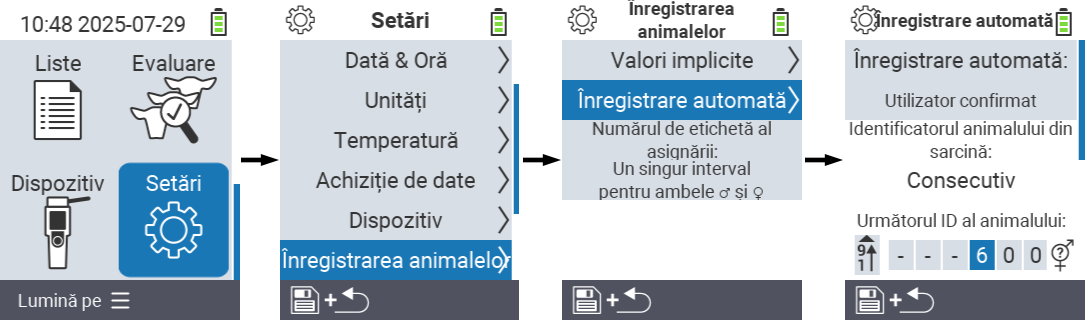 10:48 2025-07-29
Liste
Evaluare
Dispozitiv
Setări
Lumină pe
Setări
Dată & Oră
Unități
Temperatură
Achiziție de date
Dispozitiv
Înregistrarea animalelor
+
Înregistrarea
animalelor
Valori implicite
Înregistrare automată
Numărul de etichetă al
asignării:
Un singur interval
pentru ambele ♂ și ♀
+
Înregistrare automată
Înregistrare automată:
Utilizator confirmat
Identificatorul animalului din
sarcină:
Consecutiv
Următorul ID al animalului:
9 1 - - - 6 0 0 ?
+